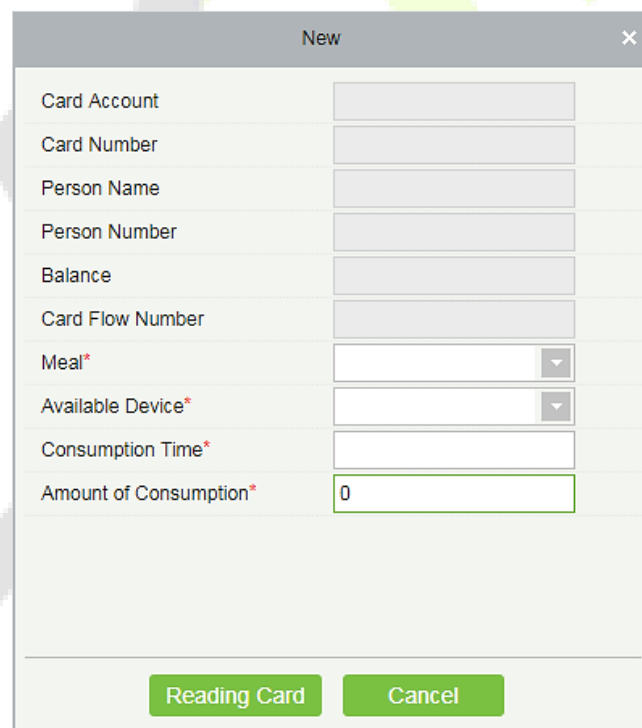 New ×
Card Account
Card Number
Person Name
Person Number
Balance
Card Flow Number
Meal*
Available Device*
Consumption Time*
Amount of Consumption* 0
Reading Card Cancel